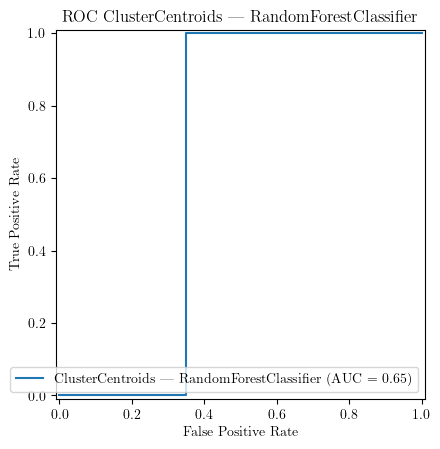 ROC ClusterCentroids — RandomForestClassifier
True Positive Rate
1.0
0.8
0.6
0.4
0.2
0.0
ClusterCentroids — RandomForestClassifier (AUC = 0.65)
0.0 0.2 0.4 0.6 0.8 1.0
False Positive Rate